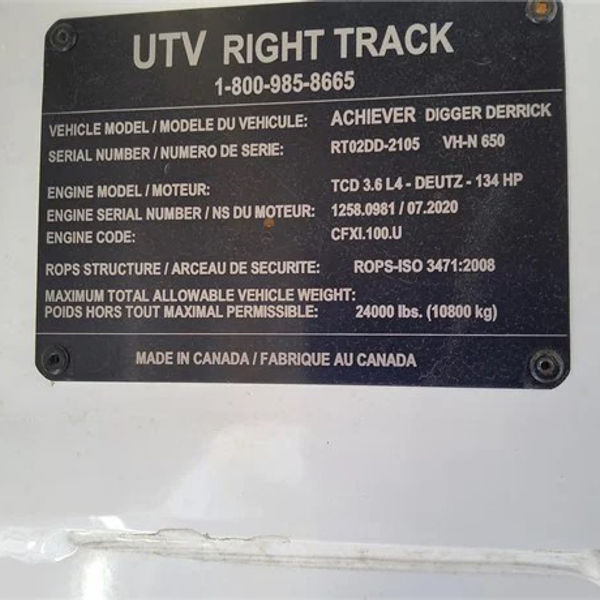 UTV RIGHT TRACK
1-800-985-8665
VEHICLE MODEL / MODELE DU VEHICULE: ACHIEVER DIGGER DERRICK
SERIAL NUMBER / NUMERO DE SERIE: RT02DD-2105 VH-N 650
ENGINE MODEL / MOTEUR: TCD 3.6 L4 - DEUTZ - 134 HP
ENGINE SERIAL NUMBER / NS DU MOTEUR: 1258.0981 / 07.2020
ENGINE CODE: CFXI.100.U
ROPS STRUCTURE / ARCEAU DE SECURITE: ROPS-ISO 3471:2008
MAXIMUM TOTAL ALLOWABLE VEHICLE WEIGHT:
POIDS HORS TOUT MAXIMAL PERMISSIBLE: 24000 lbs. (10800 kg)
MADE IN CANADA / FABRIQUE AU CANADA